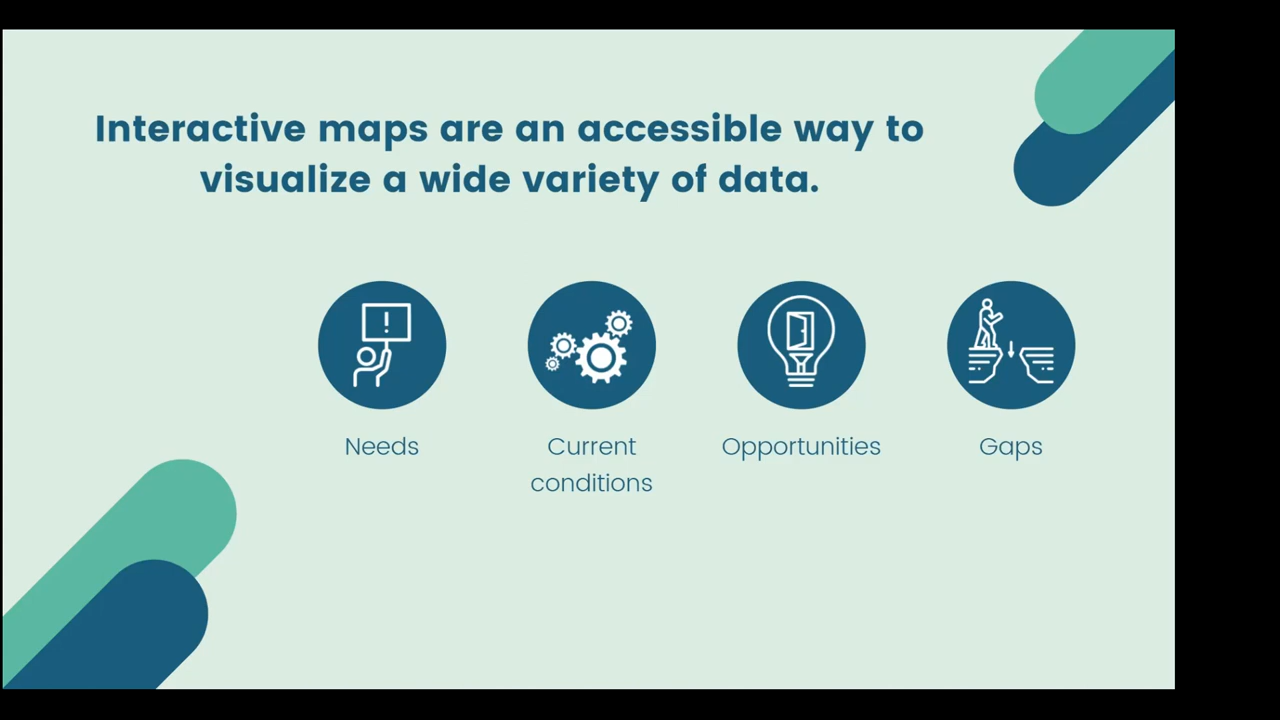 Interactive maps are an accessible way to
visualize a wide variety of data.
!
Needs
Current
conditions
Opportunities
Gaps